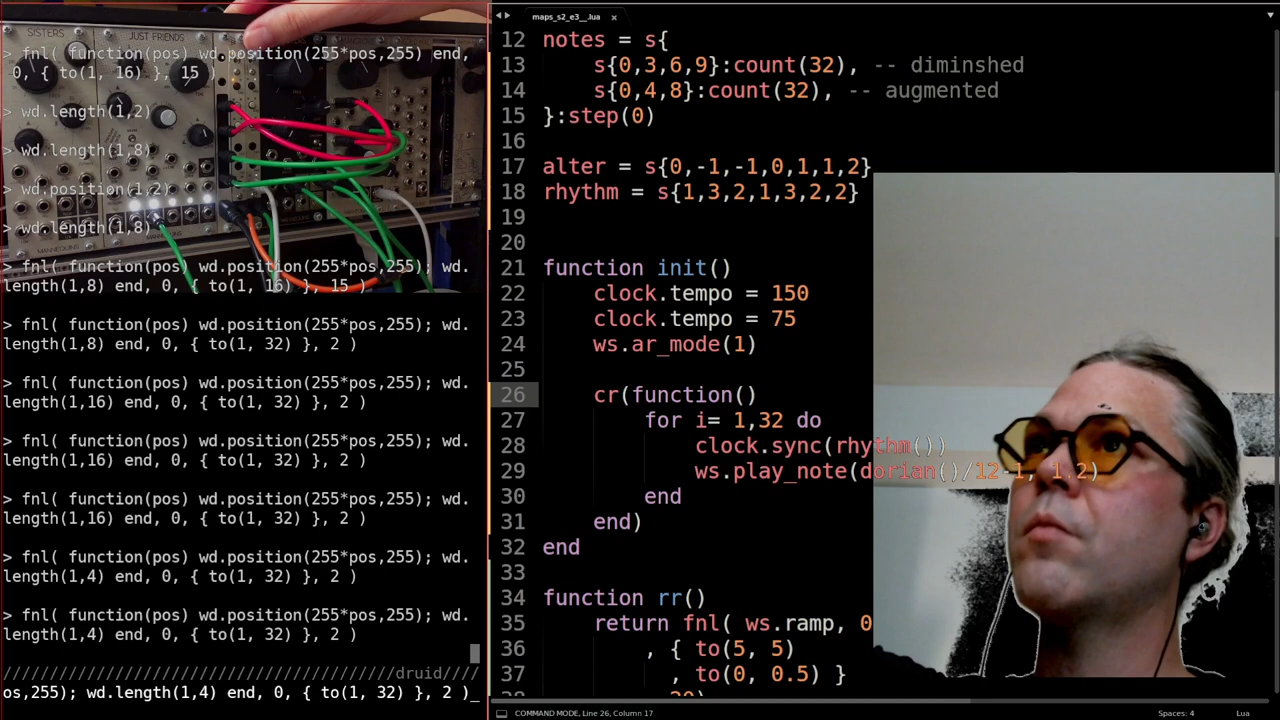 SISTERS
JUST FRIENDS
> fnl( function(pos) wd.position(255*pos,255) end,
0, { to(1, 16) }, 15 )
> wd.length(1,2)
> wd.length(1,8)
> wd.position(1,2)
> wd.length(1,8)
MANNEQUINS
MANNEQUINS
> fnl( function(pos) wd.position(255*pos,255); wd.
length(1,8) end, 0, { to(1, 16) }, 15 )
> fnl( function(pos) wd.position(255*pos,255); wd.
length(1,8) end, 0, { to(1, 32) }, 2 )
> fnl( function(pos) wd.position(255*pos,255); wd.
length(1,16) end, 0, { to(1, 32) }, 2 )
> fnl( function(pos) wd.position(255*pos,255); wd.
length(1,16) end, 0, { to(1, 32) }, 2 )
> fnl( function(pos) wd.position(255*pos,255); wd.
length(1,16) end, 0, { to(1, 32) }, 2 )
> fnl( function(pos) wd.position(255*pos,255); wd.
length(1,4) end, 0, { to(1, 32) }, 2 )
> fnl( function(pos) wd.position(255*pos,255); wd.
length(1,4) end, 0, { to(1, 32) }, 2 )
/////////////////////////////////////////druid////
os,255); wd.length(1,4) end, 0, { to(1, 32) }, 2 )_
maps_s2_e3__.lua ×
12 notes = s{
13 s{0,3,6,9}:count(32), -- diminshed
14 s{0,4,8}:count(32), -- augmented
15 }:step(0)
16
17 alter = s{0,-1,-1,0,1,1,2}
18 rhythm = s{1,3,2,1,3,2,2}
19
20
21 function init()
22 clock.tempo = 150
23 clock.tempo = 75
24 ws.ar_mode(1)
25
26 cr(function()
27 for i= 1,32 do
28 clock.sync(rhythm())
29 ws.play_note(dorian()/12-1, 1.2)
30 end
31 end)
32 end
33
34 function rr()
35 return fnl( ws.ramp, 0
36 , { to(5, 5)
37 , to(0, 0.5) }
COMMAND MODE, Line 26, Column 17
Spaces: 4
Lua